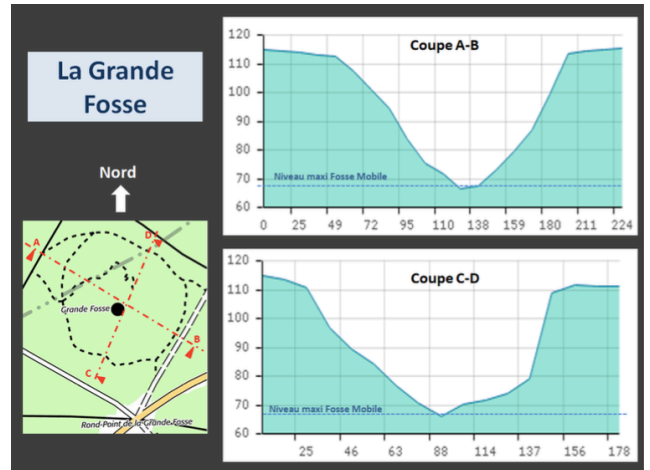 La Grande
Fosse
Nord
A
D
Grande Fosse
B
C
Rond-Point de la Grande Fosse
Coupe A-B
120
110
100
90
80
70
60
Niveau maxi Fosse Mobile
0 25 49 72 95 116 138 159 180 211 224
Coupe C-D
120
110
100
90
80
70
60
Niveau maxi Fosse Mobile
25 46 63 88 114 137 156 178